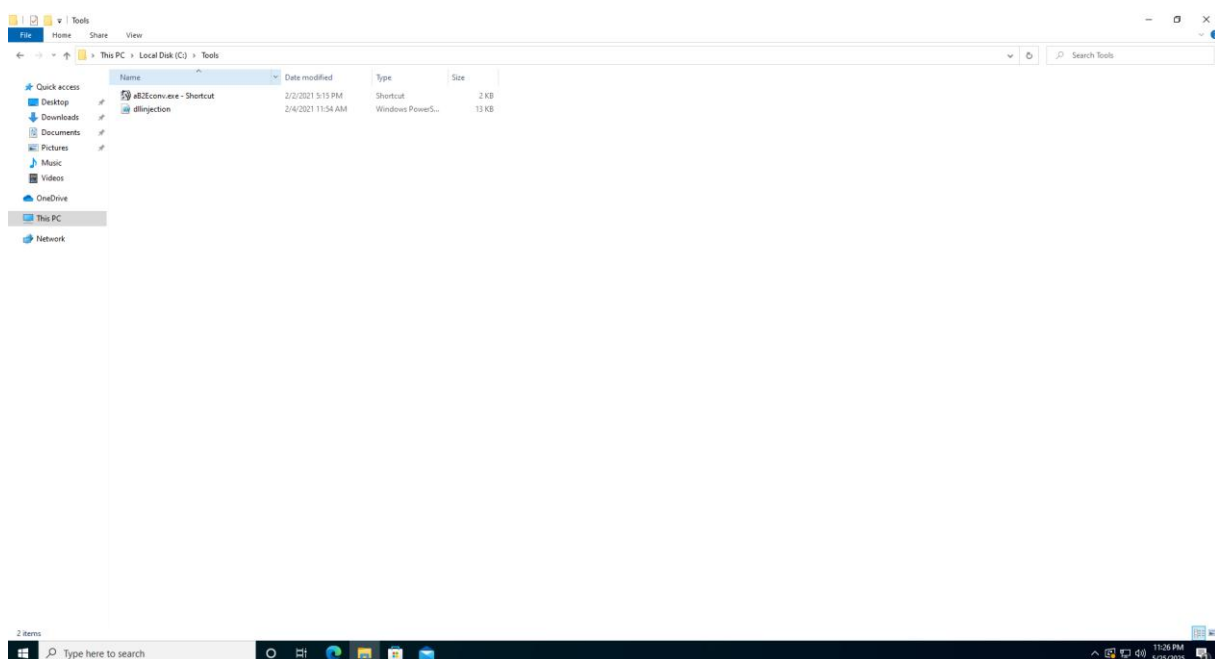 Tools
File Home Share View
This PC Local Disk (C:) Tools Search Tools
Name Date modified Type Size
Quick access
aB2Econv.exe - Shortcut 2/2/2021 5:15 PM Shortcut 2 KB
Desktop
dllinjection 2/4/2021 11:54 AM Windows PowerS... 13 KB
Downloads
Documents
Pictures
Music
Videos
OneDrive
This PC
Network
2 items
Type here to search 11:26 PM
5/25/2025